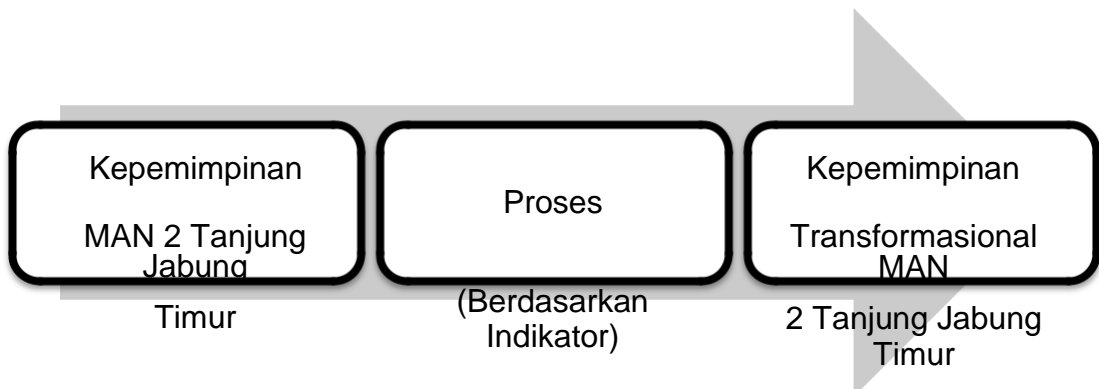 Kepemimpinan
MAN 2 Tanjung
Jabung
Timur
Proses
(Berdasarkan
Indikator)
Kepemimpinan
Transformasional
MAN
2 Tanjung Jabung
Timur